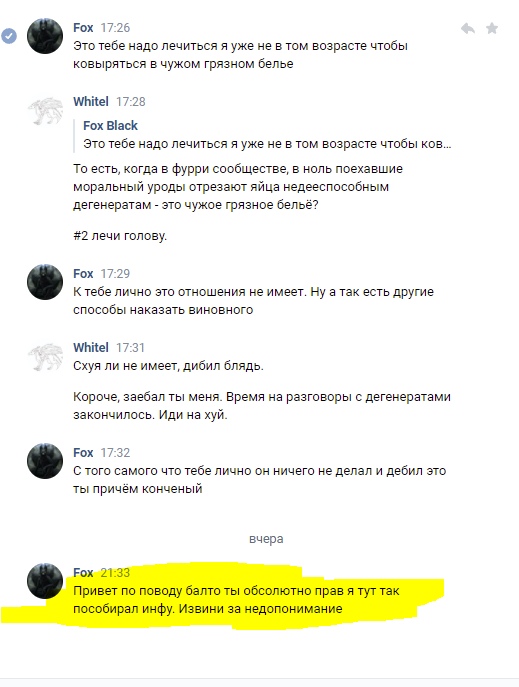 Fox 17:26
Это тебе надо лечиться я уже не в том возрасте чтобы
ковыряться в чужом грязном белье
Whitel 17:28
Fox Black
Это тебе надо лечиться я уже не в том возрасте чтобы ков...
То есть, когда в фурри сообществе, в ноль поехавшие
моральный уроды отрезают яйца недееспособным
дегенератам - это чужое грязное бельё?
#2 лечи голову.
Fox 17:29
К тебе лично это отношения не имеет. Ну а так есть другие
способы наказать виновного
Whitel 17:31
Схуя ли не имеет, дибил блядь.
Короче, заебал ты меня. Время на разговоры с дегенератами
закончилось. Иди на хуй.
Fox 17:32
С того самого что тебе лично он ничего не делал и дебил это
ты причём конченый
вчера
Fox 21:33
Привет по поводу балто ты обсолютно прав я тут так
пособирал инфу. Извини за недопонимание